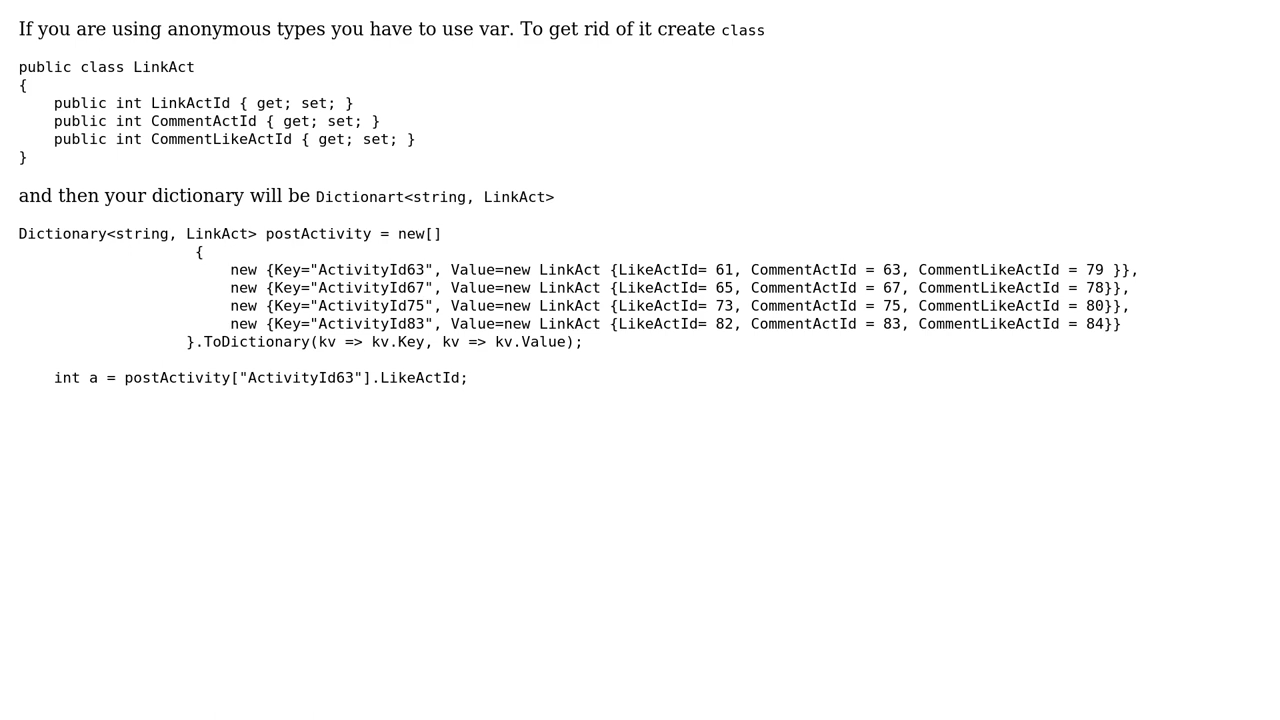 If you are using anonymous types you have to use var. To get rid of it create class
public class LinkAct
{
    public int LinkActId { get; set; }
    public int CommentActId { get; set; }
    public int CommentLikeActId { get; set; }
}
and then your dictionary will be Dictionart<string, LinkAct>
Dictionary<string, LinkAct> postActivity = new[]
                    {
                        new {Key="ActivityId63", Value=new LinkAct {LikeActId= 61, CommentActId = 63, CommentLikeActId = 79 }},
                        new {Key="ActivityId67", Value=new LinkAct {LikeActId= 65, CommentActId = 67, CommentLikeActId = 78}},
                        new {Key="ActivityId75", Value=new LinkAct {LikeActId= 73, CommentActId = 75, CommentLikeActId = 80}},
                        new {Key="ActivityId83", Value=new LinkAct {LikeActId= 82, CommentActId = 83, CommentLikeActId = 84}}
                   }.ToDictionary(kv => kv.Key, kv => kv.Value);
    int a = postActivity["ActivityId63"].LikeActId;